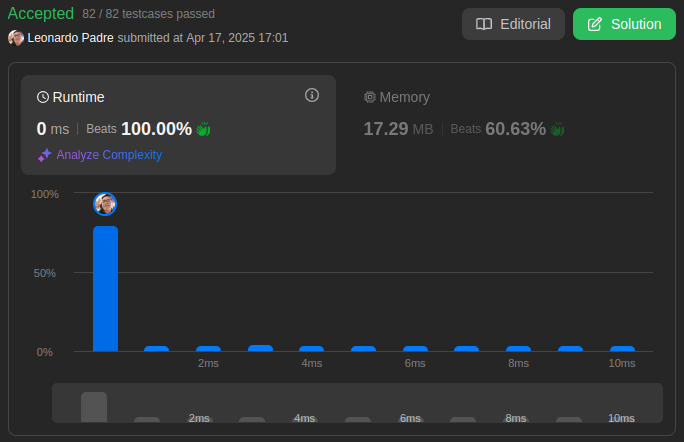 Accepted 82 / 82 testcases passed
Leonardo Padre submitted at Apr 17, 2025 17:01
Editorial
Solution
Runtime
0 ms Beats 100.00%
Analyze Complexity
Memory
17.29 MB Beats 60.63%
100%
50%
0%
2ms 4ms 6ms 8ms 10ms
2ms 4ms 6ms 8ms 10ms